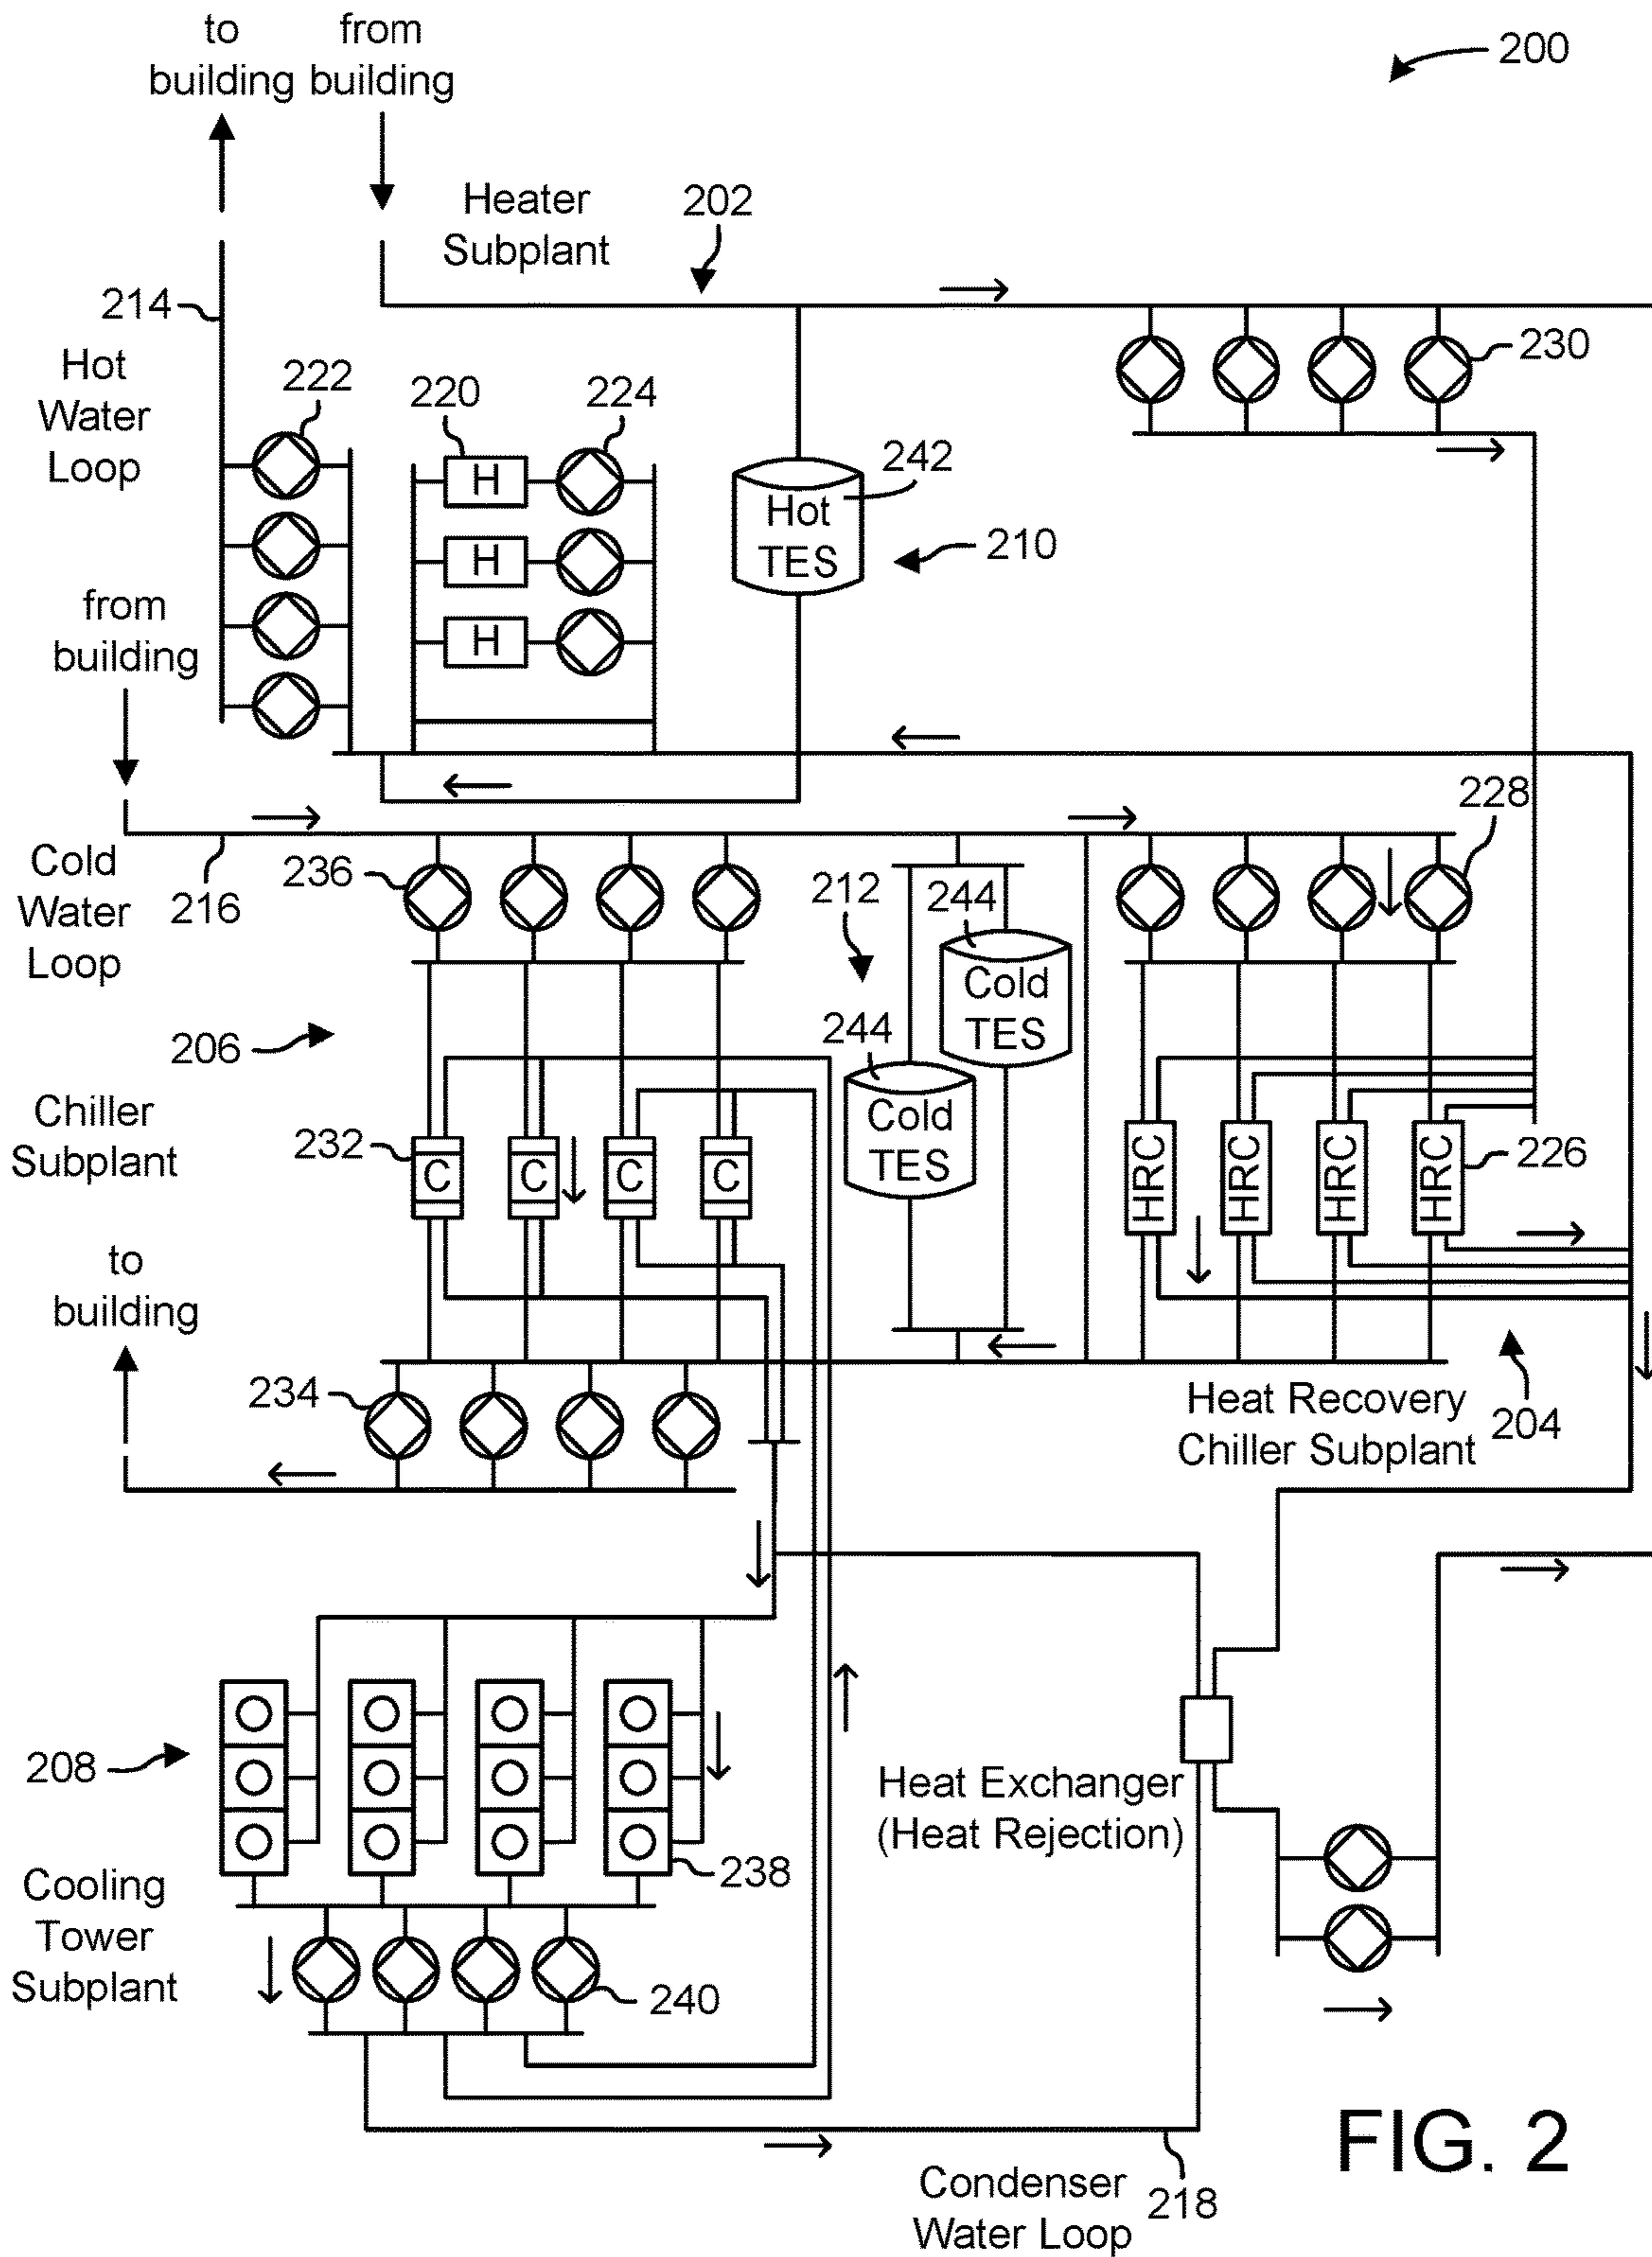 to
building
from
building
200
Heater
Subplant
202
214
Hot
Water
Loop
222
220
224
230
H
H
H
242
Hot
TES
210
from
building
228
Cold
Water
Loop
216
236
212
244
Cold
TES
244
Cold
TES
206
Chiller
Subplant
232
C
C
C
C
HRC
HRC
HRC
HRC
226
to
building
234
Heat Recovery
Chiller Subplant
204
208
238
Heat Exchanger
(Heat Rejection)
Cooling
Tower
Subplant
240
Condenser
Water Loop
218
FIG. 2